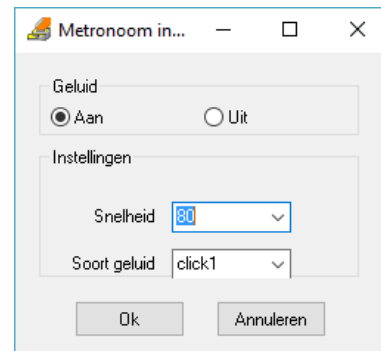 Metronoom in...
Geluid
Aan Uit
Instellingen
Snelheid 80
Soort geluid click1
Ok Annuleren